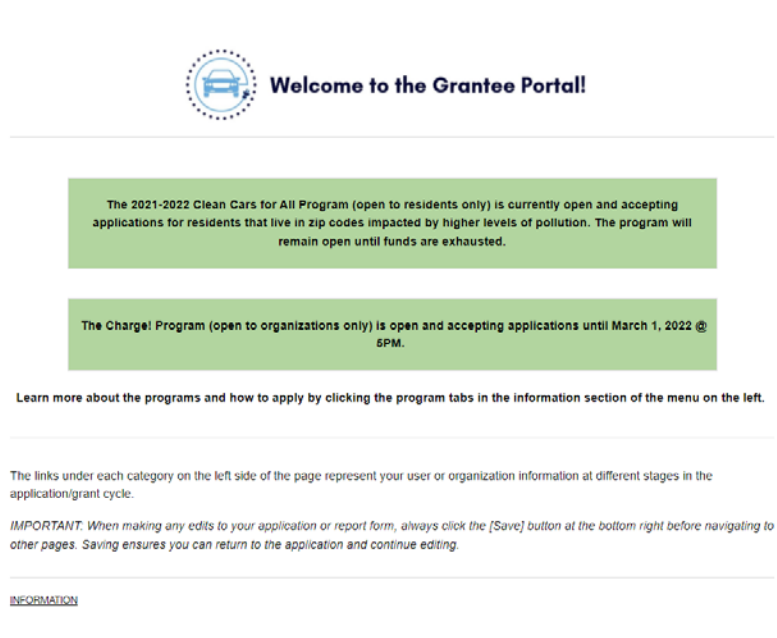 Welcome to the Grantee Portal!
The 2021-2022 Clean Cars for All Program (open to residents only) is currently open and accepting
applications for residents that live in zip codes impacted by higher levels of pollution. The program will
remain open until funds are exhausted.
The Charge! Program (open to organizations only) is open and accepting applications until March 1, 2022 @
5PM.
Learn more about the programs and how to apply by clicking the program tabs in the information section of the menu on the left.
The links under each category on the left side of the page represent your user or organization information at different stages in the
application/grant cycle.
IMPORTANT: When making any edits to your application or report form, always click the [Save] button at the bottom right before navigating to
other pages. Saving ensures you can return to the application and continue editing.
INFORMATION